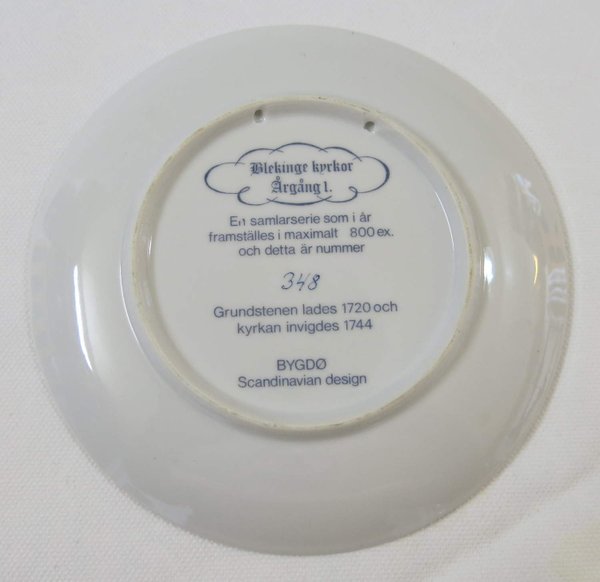 Blekinge kyrkor
Årgång 1.
En samlarserie som i år
framställes i maximalt 800 ex.
och detta är nummer
348
Grundstenen lades 1720 och
kyrkan invigdes 1744
BYGDØ
Scandinavian design